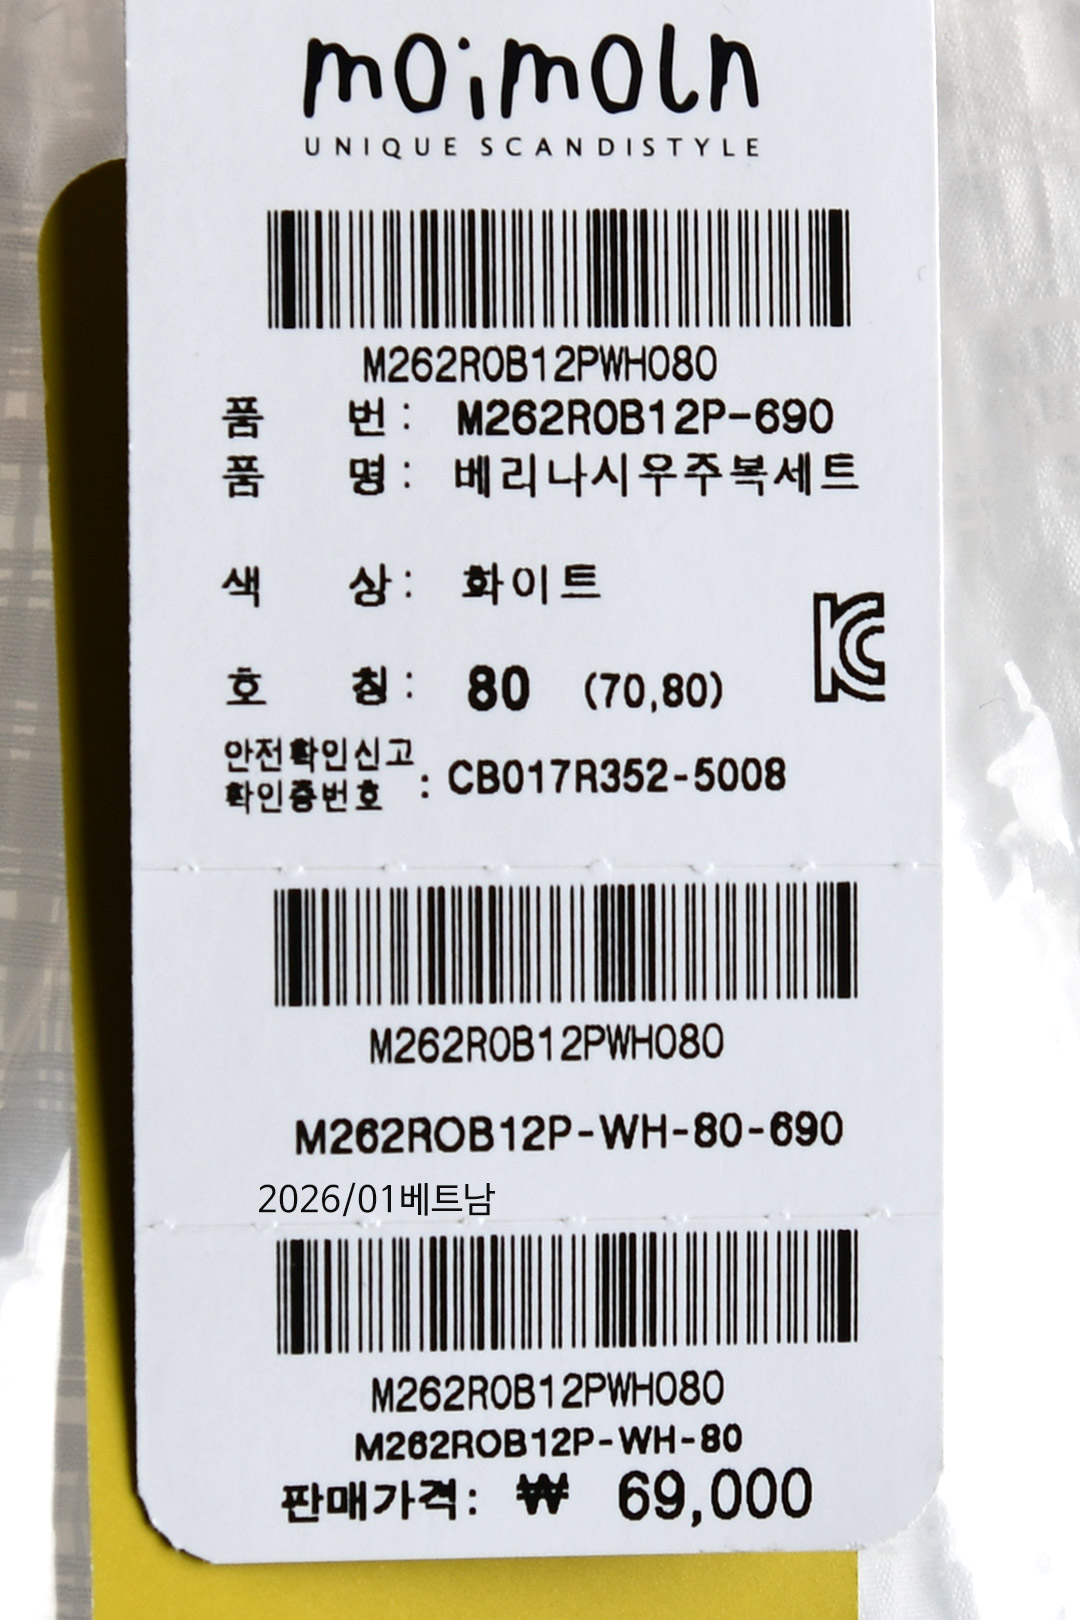 moimoln
UNIQUE SCANDISTYLE
M262ROB12PWH080
품 번 : M262ROB12P-690
품 명 : 베리나시우주복세트
색 상 : 화이트
호 칭 : 80 (70,80)
안전확인신고
확인증번호 : CB017R352-5008
M262ROB12PWH080
M262ROB12P-WH-80-690
2026/01베트남
M262ROB12PWH080
M262ROB12P-WH-80
판매가격: ₩ 69,000